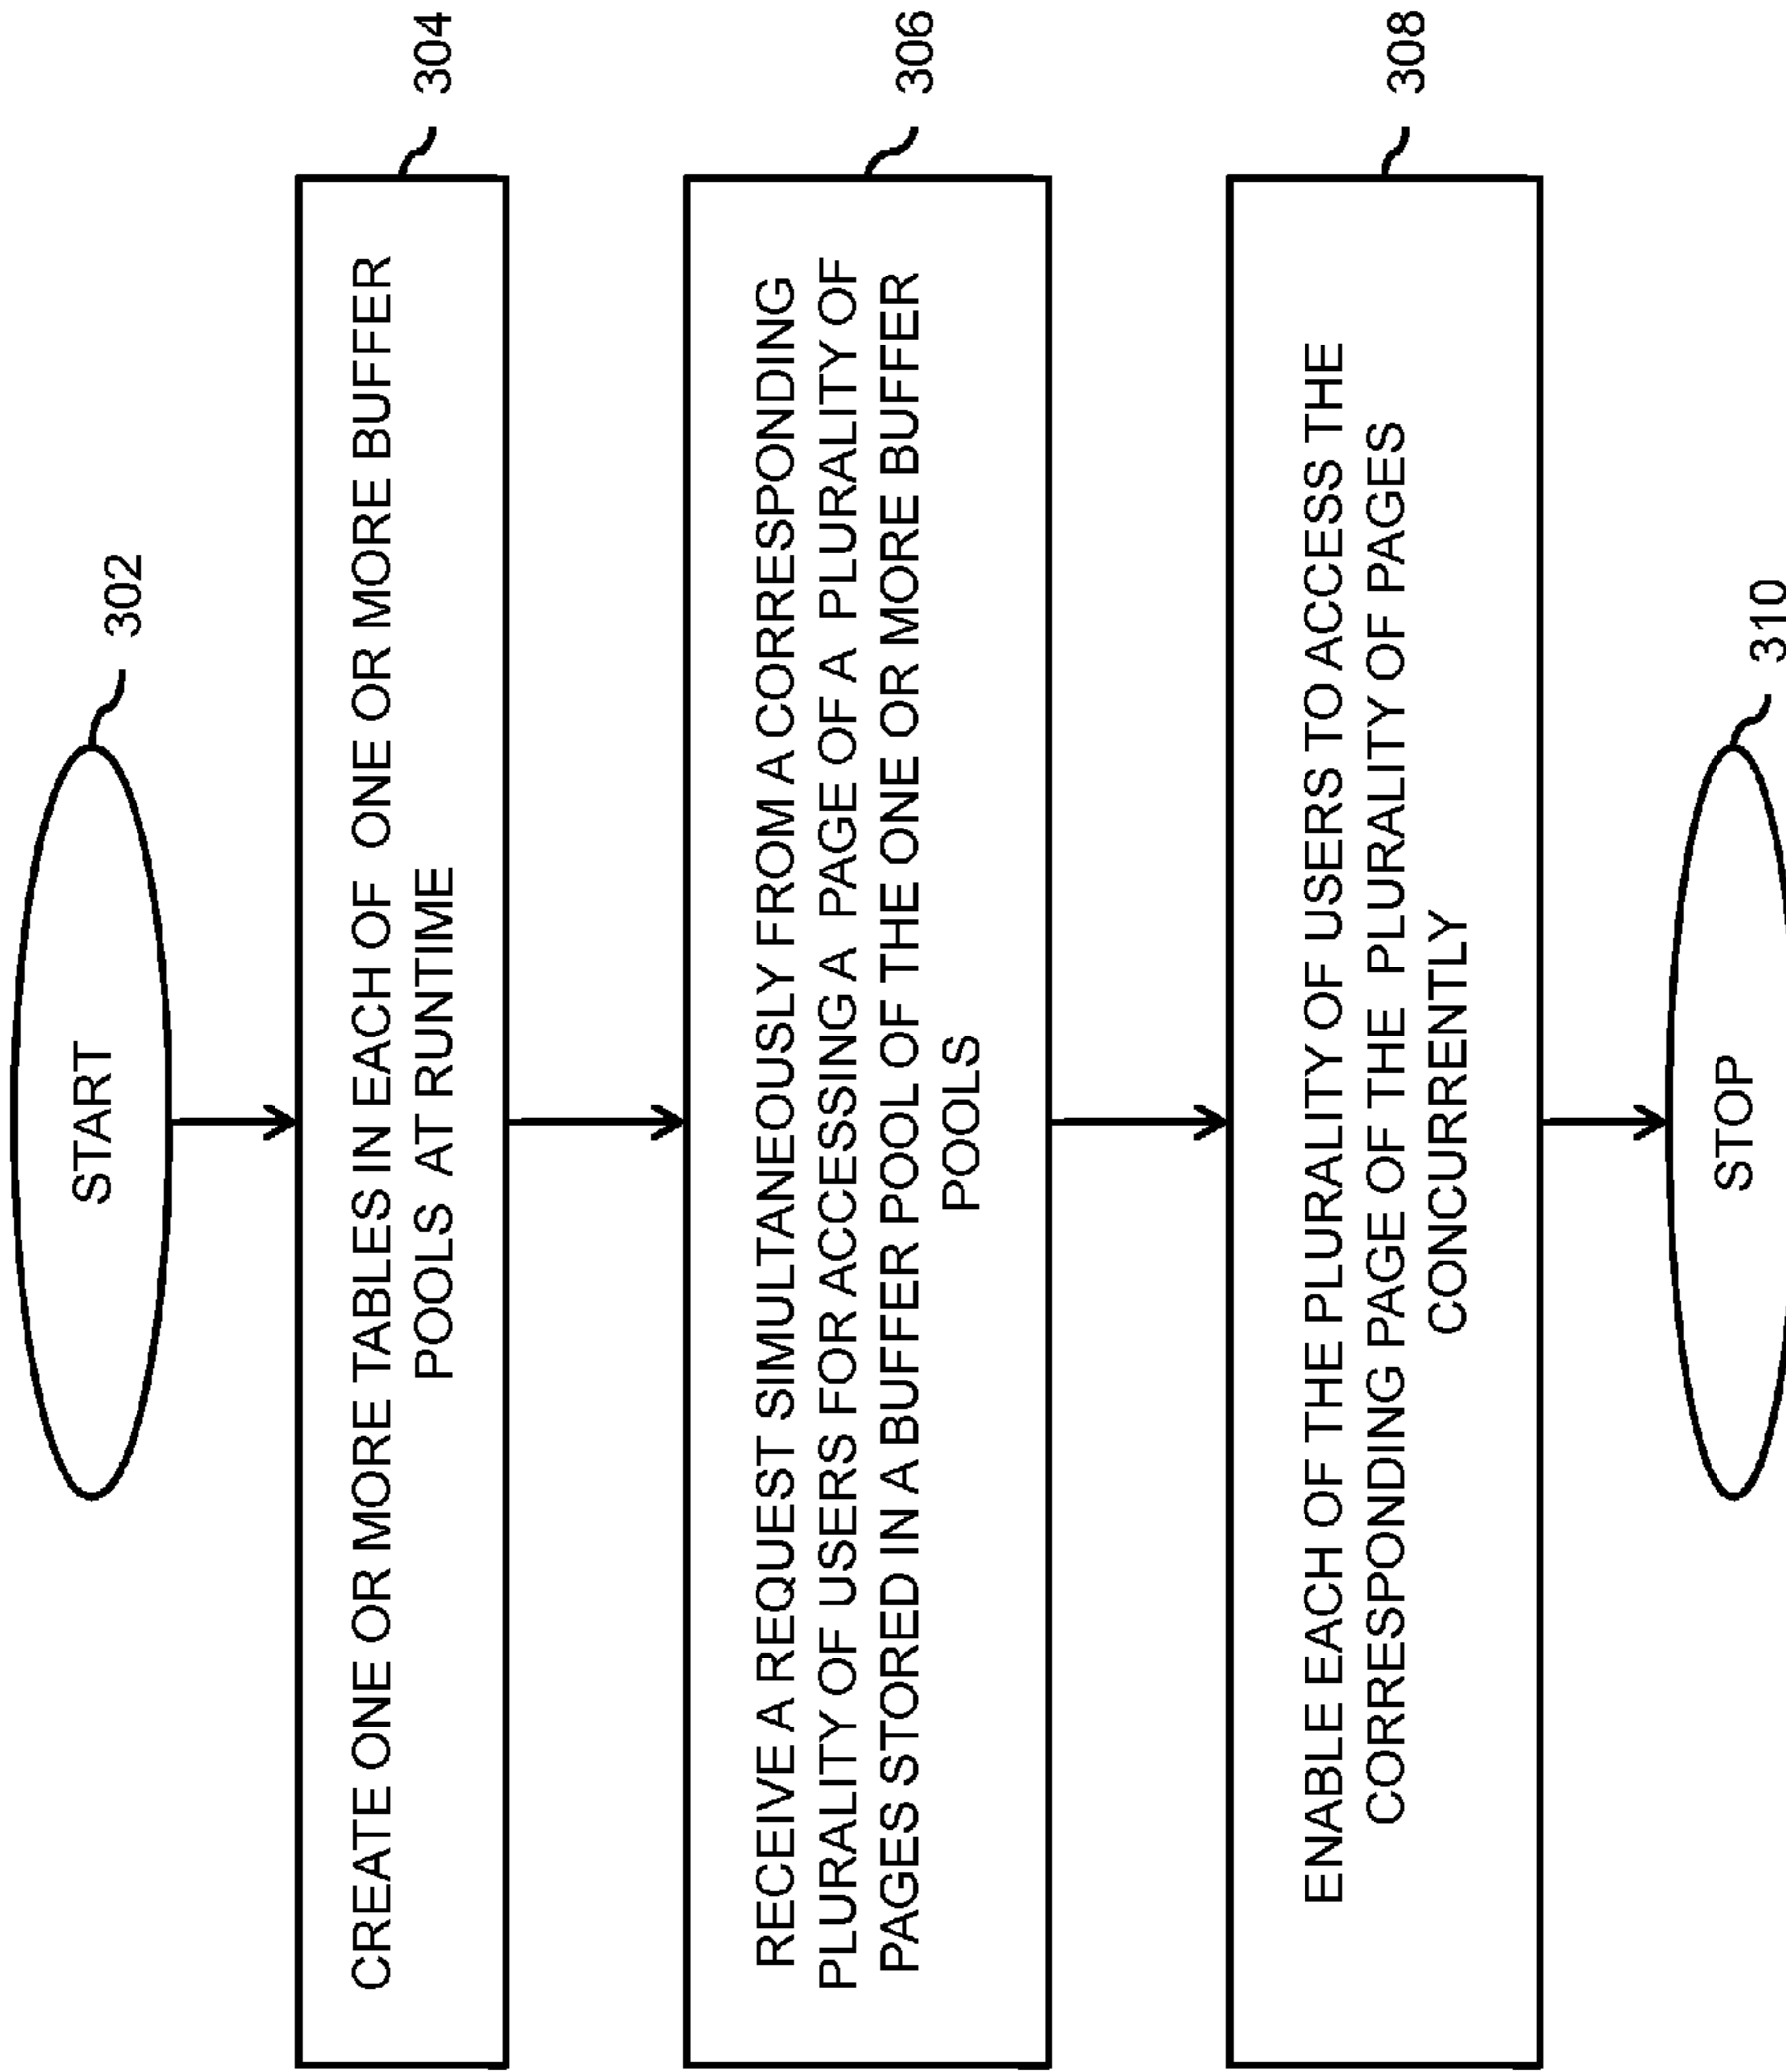 START
302
CREATE ONE OR MORE TABLES IN EACH OF ONE OR MORE BUFFER
POOLS AT RUNTIME
304
RECEIVE A REQUEST SIMULTANEOUSLY FROM A CORRESPONDING
PLURALITY OF USERS FOR ACCESSING A PAGE OF A PLURALITY OF
PAGES STORED IN A BUFFER POOL OF THE ONE OR MORE BUFFER
POOLS
306
ENABLE EACH OF THE PLURALITY OF USERS TO ACCESS THE
CORRESPONDING PAGE OF THE PLURALITY OF PAGES
CONCURRENTLY
308
STOP
310